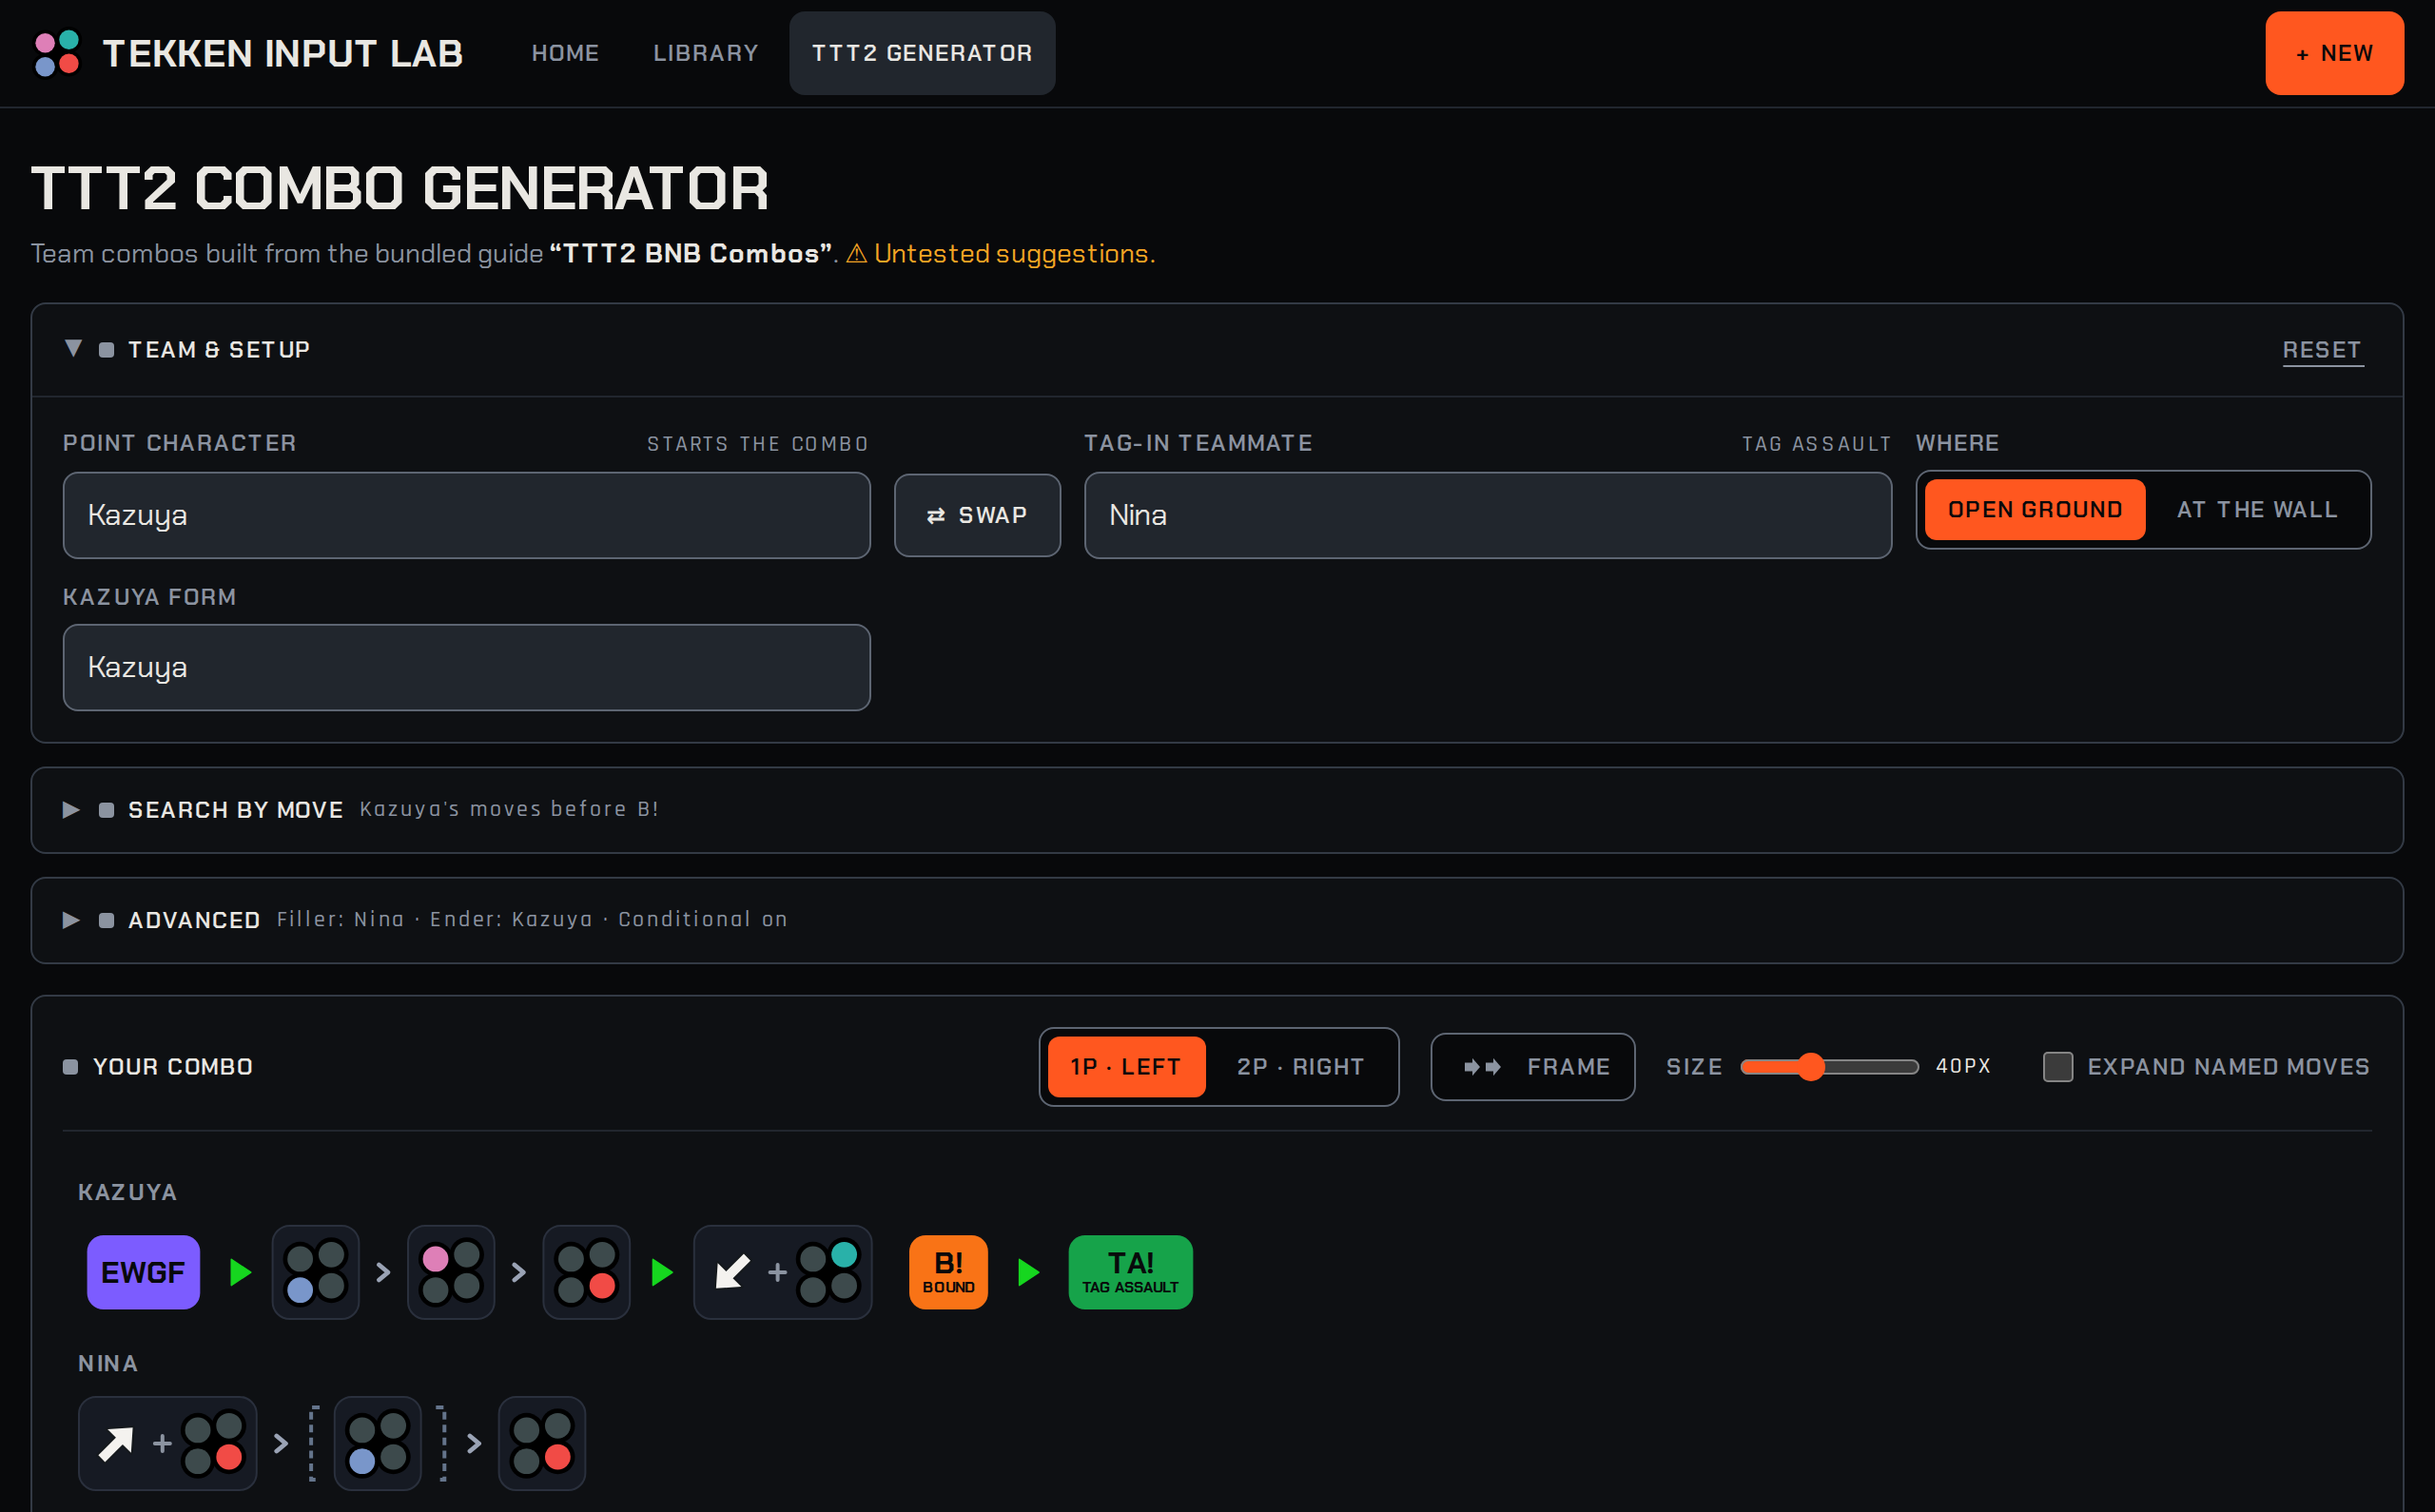 TEKKEN INPUT LAB HOME LIBRARY TTT2 GENERATOR + NEW
TTT2 COMBO GENERATOR
Team combos built from the bundled guide “TTT2 BNB Combos”. ⚠ Untested suggestions.
▼ TEAM & SETUP RESET
POINT CHARACTER STARTS THE COMBO TAG-IN TEAMMATE TAG ASSAULT WHERE
Kazuya ⇄ SWAP Nina OPEN GROUND AT THE WALL
KAZUYA FORM
Kazuya
▶ SEARCH BY MOVE Kazuya's moves before B!
▶ ADVANCED Filler: Nina · Ender: Kazuya · Conditional on
YOUR COMBO 1P · LEFT 2P · RIGHT FRAME SIZE 40PX EXPAND NAMED MOVES
KAZUYA
EWGF + B! TA!
BOUND TAG ASSAULT
NINA
+